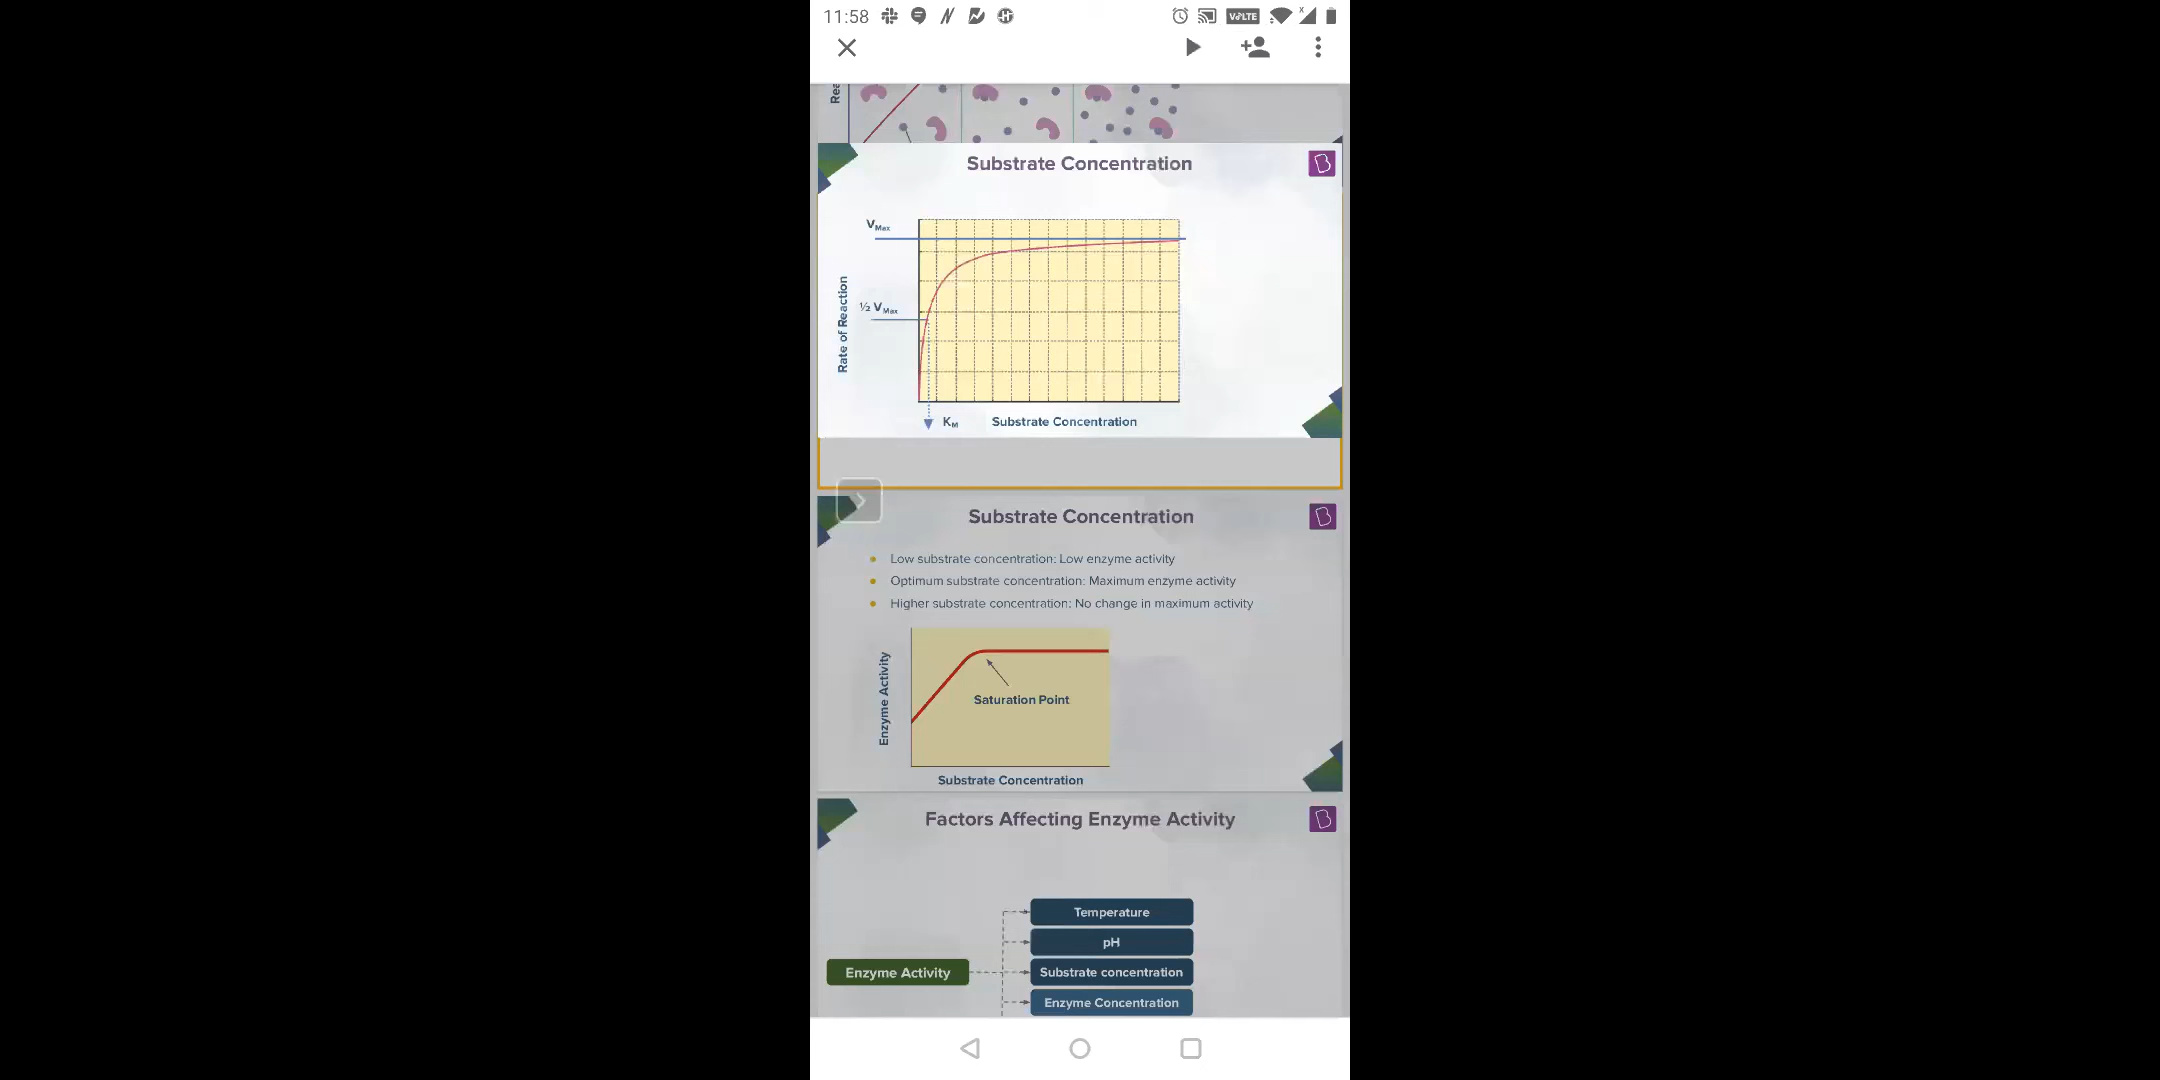 11:58
VoLTE
x
Rea
Substrate Concentration
B
VMax
½ VMax
Rate of Reaction
KM
Substrate Concentration
Substrate Concentration
B
Low substrate concentration: Low enzyme activity
Optimum substrate concentration: Maximum enzyme activity
Higher substrate concentration: No change in maximum activity
Enzyme Activity
Saturation Point
Substrate Concentration
Factors Affecting Enzyme Activity
B
Temperature
pH
Enzyme Activity
Substrate concentration
Enzyme Concentration